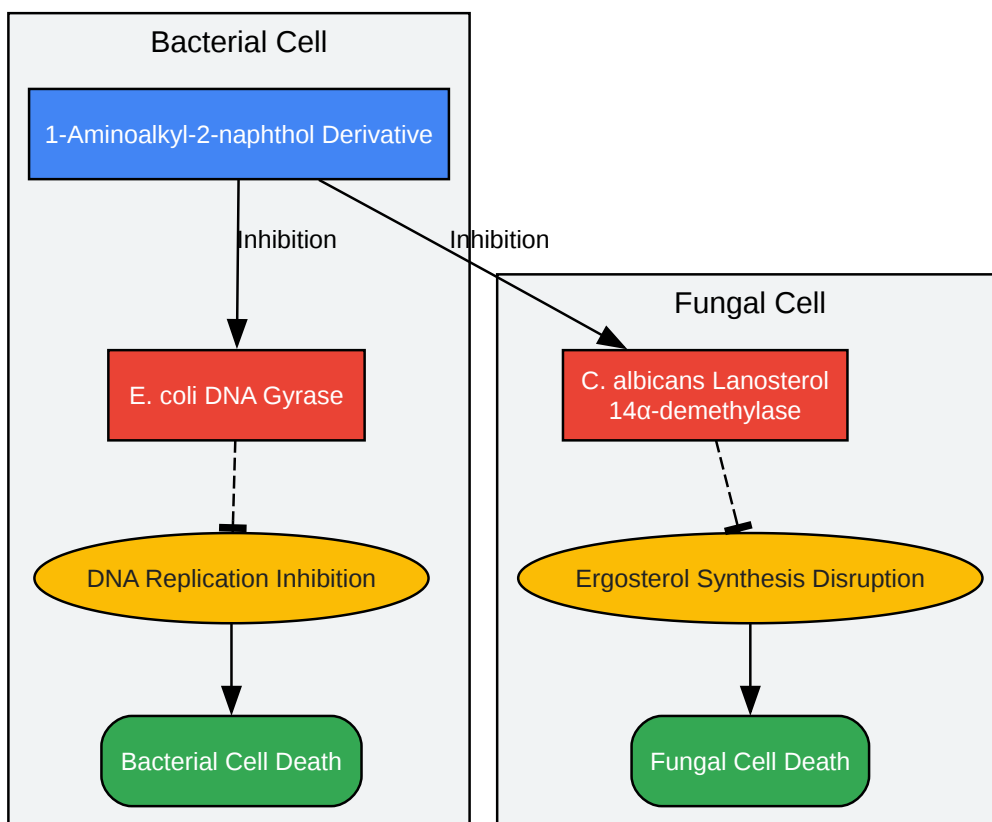 Bacterial Cell
1-Aminoalkyl-2-naphthol Derivative
Inhibition
Inhibition
Fungal Cell
E. coli DNA Gyrase
C. albicans Lanosterol
14α-demethylase
DNA Replication Inhibition
Ergosterol Synthesis Disruption
Bacterial Cell Death
Fungal Cell Death